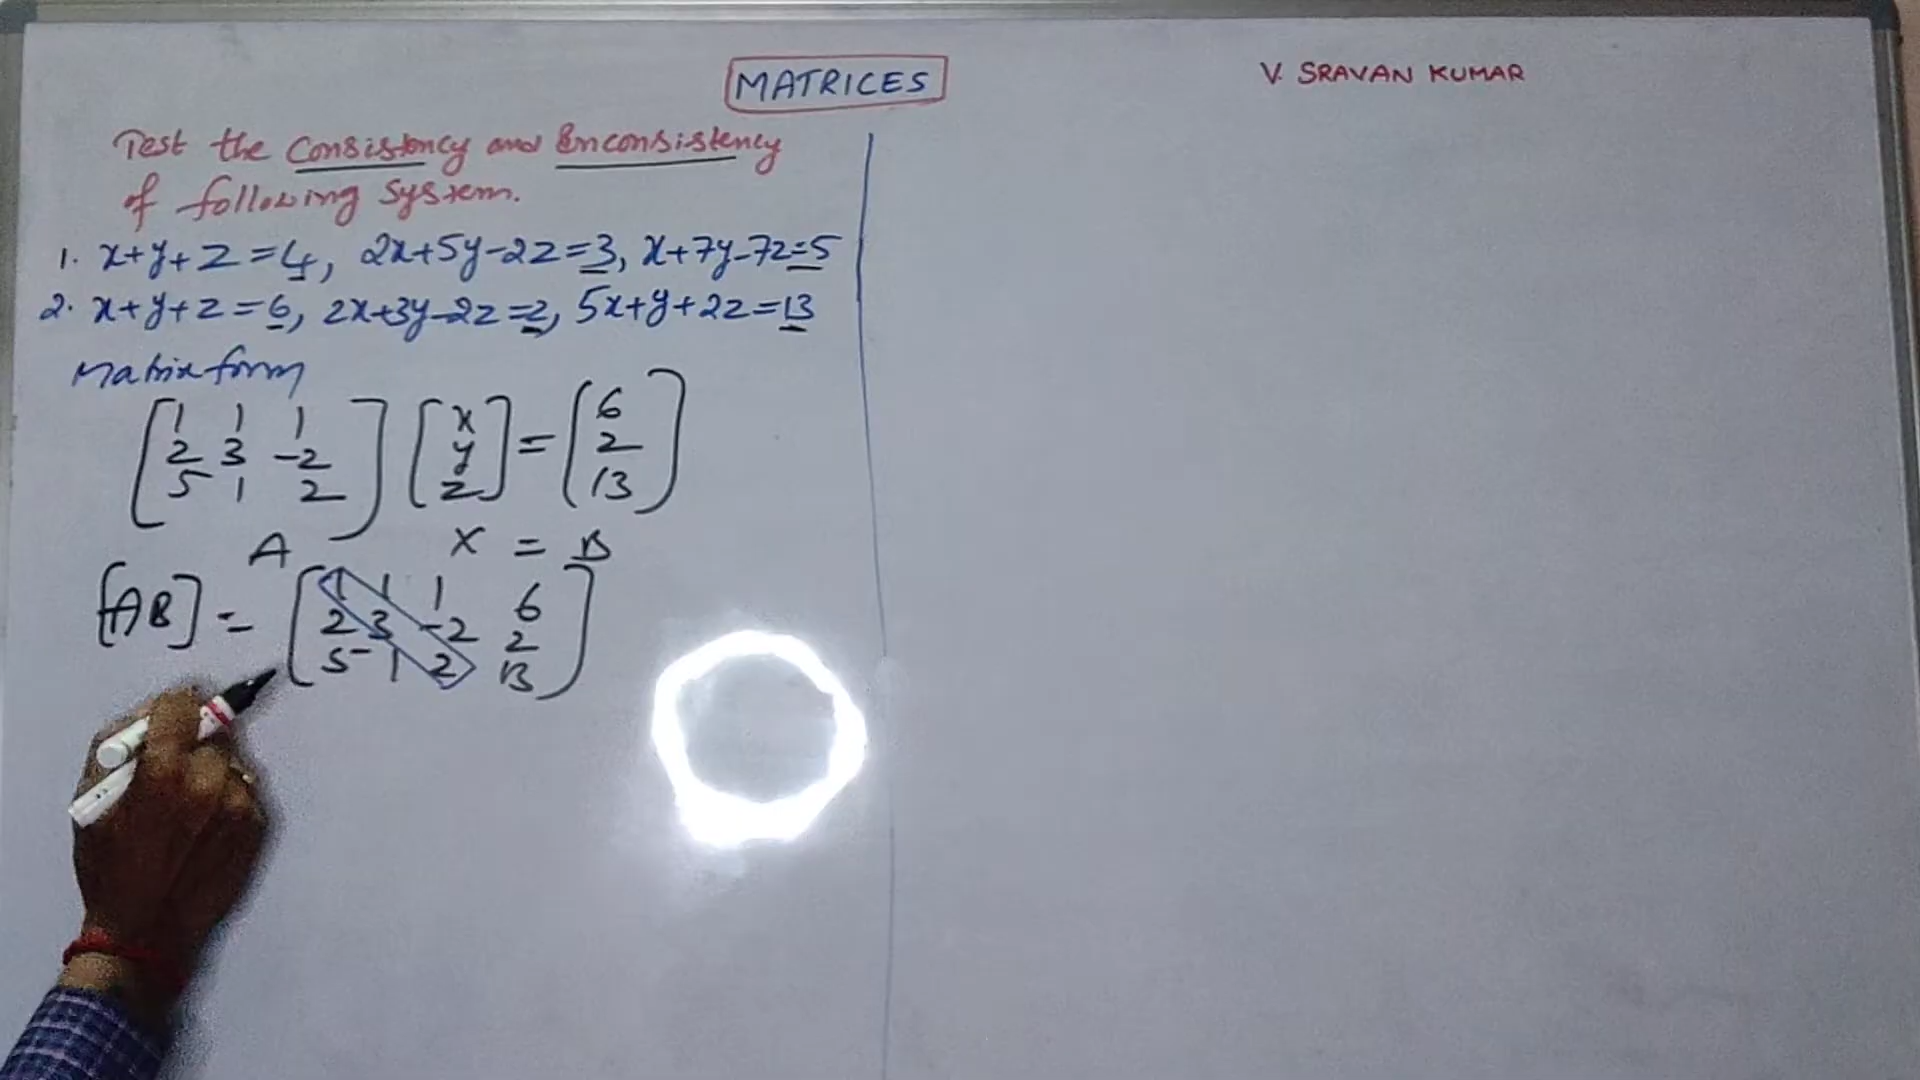 MATRICES
V. SRAVAN KUMAR
Test the Consistency and Inconsistency
of following system.
1. x+y+z=4, 2x+5y-2z=3, x+7y-7z=5
2. x+y+z=6, 2x+3y-2z=2, 5x+y+2z=13
Matrix form
[1 1 1] [x] = [6]
[2 3 -2] [y] [2]
[5 1 2] [z] [13]
A X = B
[AB] = [1 1 1 6]
[2 3 -2 2]
[5 1 2 13]